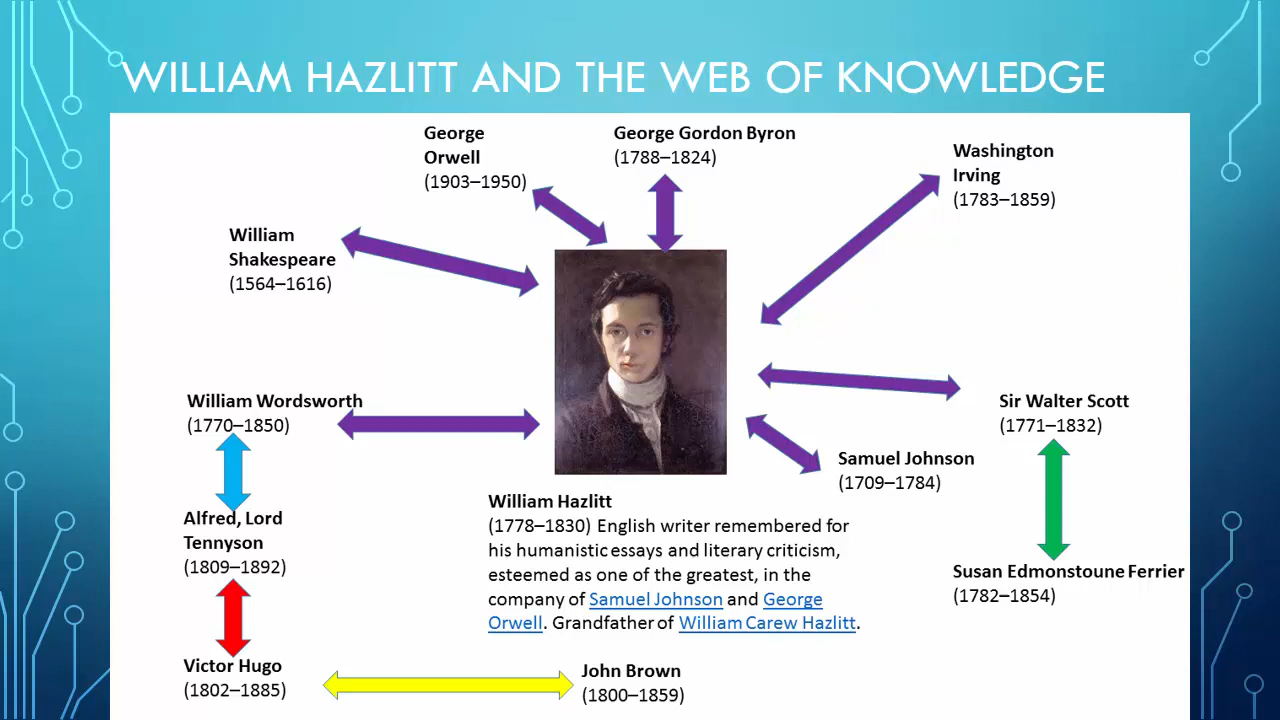 WILLIAM HAZLITT AND THE WEB OF KNOWLEDGE
George
Orwell
(1903–1950)
George Gordon Byron
(1788–1824)
Washington
Irving
(1783–1859)
William
Shakespeare
(1564–1616)
William Wordsworth
(1770–1850)
Sir Walter Scott
(1771–1832)
Samuel Johnson
(1709–1784)
William Hazlitt
(1778–1830) English writer remembered for
his humanistic essays and literary criticism,
esteemed as one of the greatest, in the
company of Samuel Johnson and George
Orwell. Grandfather of William Carew Hazlitt.
Alfred, Lord
Tennyson
(1809–1892)
Susan Edmonstoune Ferrier
(1782–1854)
Victor Hugo
(1802–1885)
John Brown
(1800–1859)